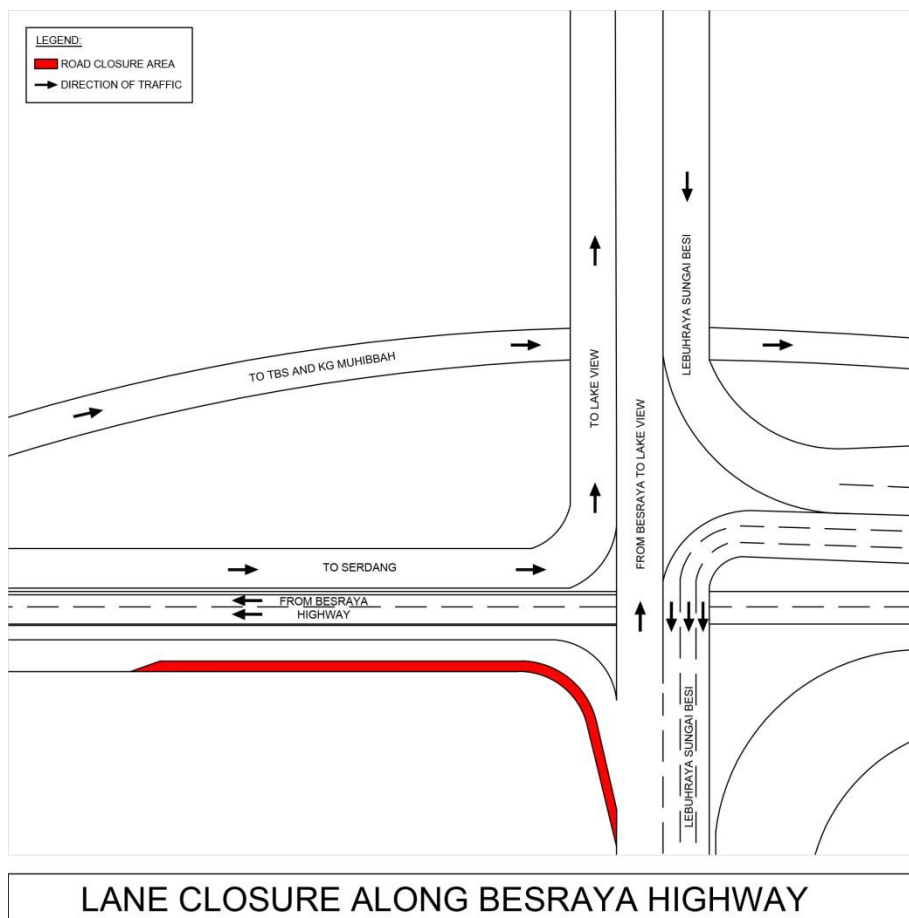 LEGEND:
ROAD CLOSURE AREA
DIRECTION OF TRAFFIC
LEBUHRAYA SUNGAI BESI
TO TBS AND KG MUHIBBAH
TO LAKE VIEW
FROM BESRAYA TO LAKE VIEW
TO SERDANG
FROM BESRAYA
HIGHWAY
LEBUHRAYA SUNGAI BESI
LANE CLOSURE ALONG BESRAYA HIGHWAY